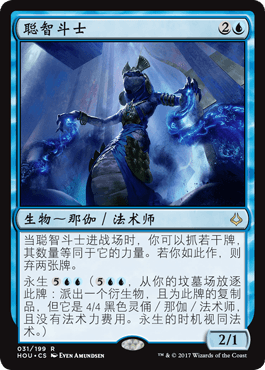 聪智斗士 2
生物～那伽／法术师
当聪智斗士进战场时，你可以抓若干牌，
其数量等同于它的力量。若你如此作，则
弃两张牌。
永生5（5，从你的坟墓场放逐
此牌：派出一个衍生物，且为此牌的复制
品，但它是4/4黑色灵俑／那伽／法术师，
且没有法术力费用。永生的时机视同法
术。）
2/1
031/199 R
HOU • CS EVEN AMUNDSEN
™ & © 2017 Wizards of the Coast